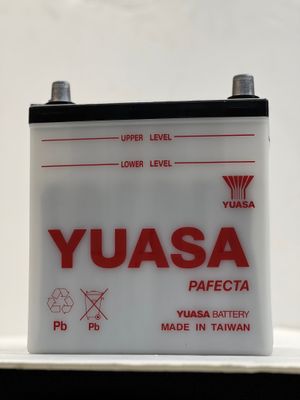 UPPER LEVEL
LOWER LEVEL
YUASA
YUASA
PAFECTA
Pb
Pb
YUASA BATTERY
MADE IN TAIWAN